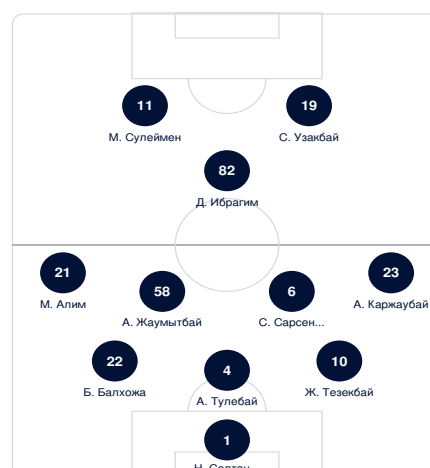 11
19
М. Сулеймен
С. Узакбай
82
Д. Ибрагим
21
23
М. Алим
58
6
А. Каржаубай
А. Жаумытбай
С. Сарсен...
22
4
10
Б. Балхожа
А. Тулебай
Ж. Тезекбай
1